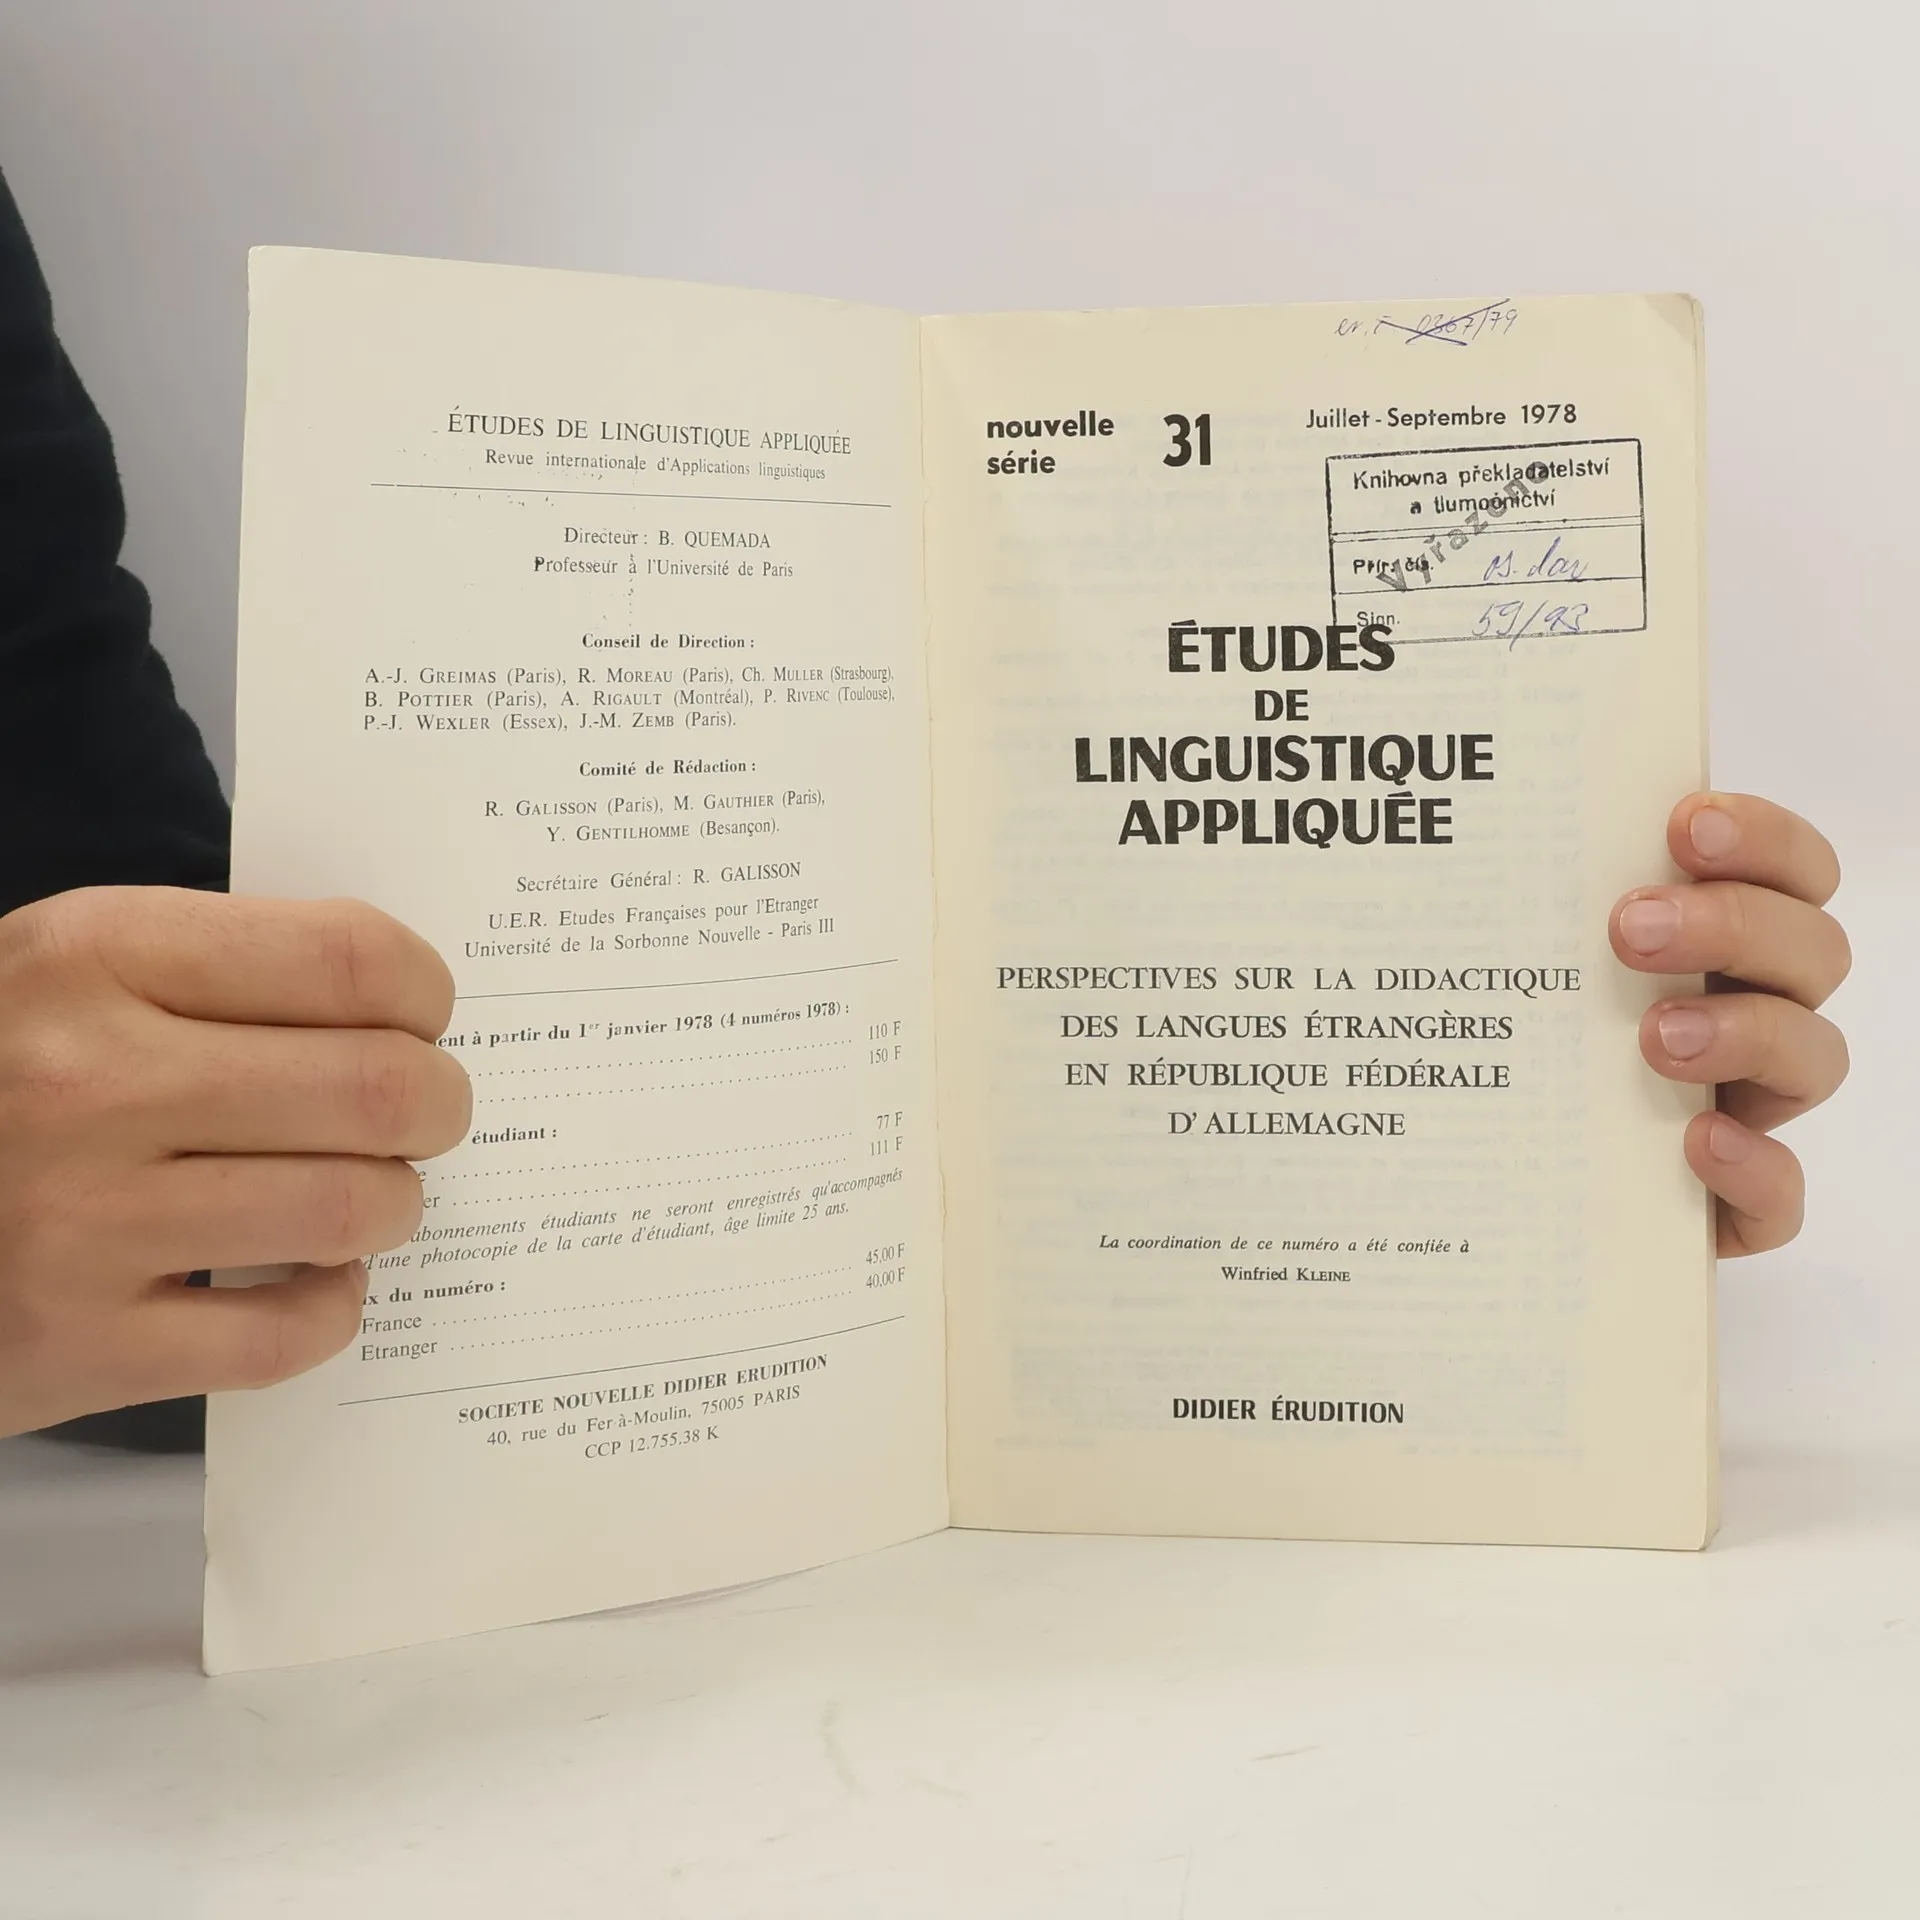 ÉTUDES DE LINGUISTIQUE APPLIQUÉE
Revue internationale d'Applications linguistiques
Directeur : B. QUEMADA
Professeur à l'Université de Paris
Conseil de Direction :
A.-J. GREIMAS (Paris), R. MOREAU (Paris), Ch. MULLER (Strasbourg),
B. POTTIER (Paris), A. RIGAULT (Montréal), P. RIVENC (Toulouse),
P.-J. WEXLER (Essex), J.-M. ZEMB (Paris).
Comité de Rédaction :
R. GALISSON (Paris), M. GAUTHIER (Paris),
Y. GENTILHOMME (Besançon).
Secrétaire Général : R. GALISSON
U.E.R. Etudes Françaises pour l'Etranger
Université de la Sorbonne Nouvelle - Paris III
à partir du 1er janvier 1978 (4 numéros 1978) :
110 F
150 F
étudiant :
77 F
111 F
abonnements étudiants ne seront enregistrés qu'accompagnés
d'une photocopie de la carte d'étudiant, âge limite 25 ans.
du numéro :
France 45,00 F
Etranger 40,00 F
SOCIETE NOUVELLE DIDIER ERUDITION
40, rue du Fer-à-Moulin, 75005 PARIS
CCP 12.755.38 K
/79
nouvelle série 31 Juillet - Septembre 1978
Knihovna překladatelství
a tlumočnictví
Vyřazeno
Přír. čís. os. dar
Sign. 59/93
ÉTUDES
DE
LINGUISTIQUE
APPLIQUÉE
PERSPECTIVES SUR LA DIDACTIQUE
DES LANGUES ÉTRANGÈRES
EN RÉPUBLIQUE FÉDÉRALE
D'ALLEMAGNE
La coordination de ce numéro a été confiée à
Winfried KLEINE
DIDIER ÉRUDITION